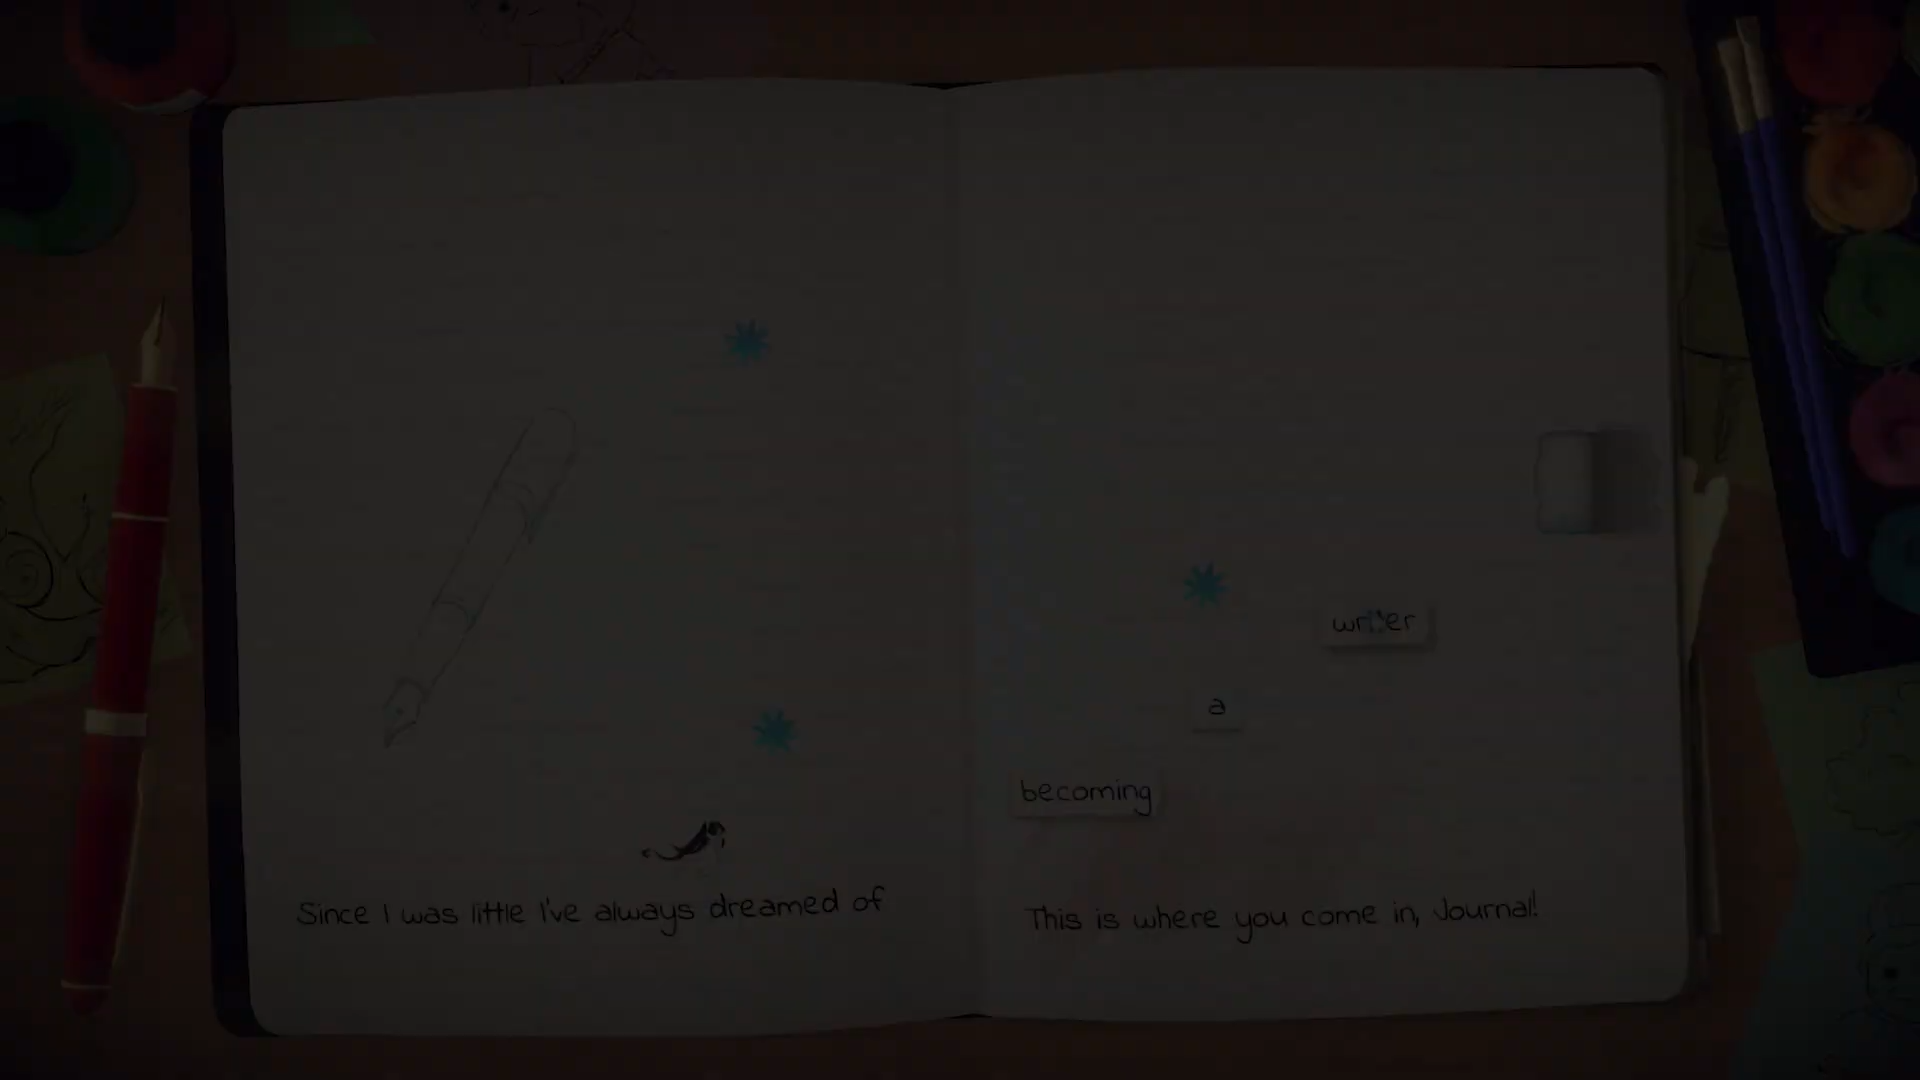 Since I was little I've always dreamed of
writer
a
becoming
This is where you come in, Journal!